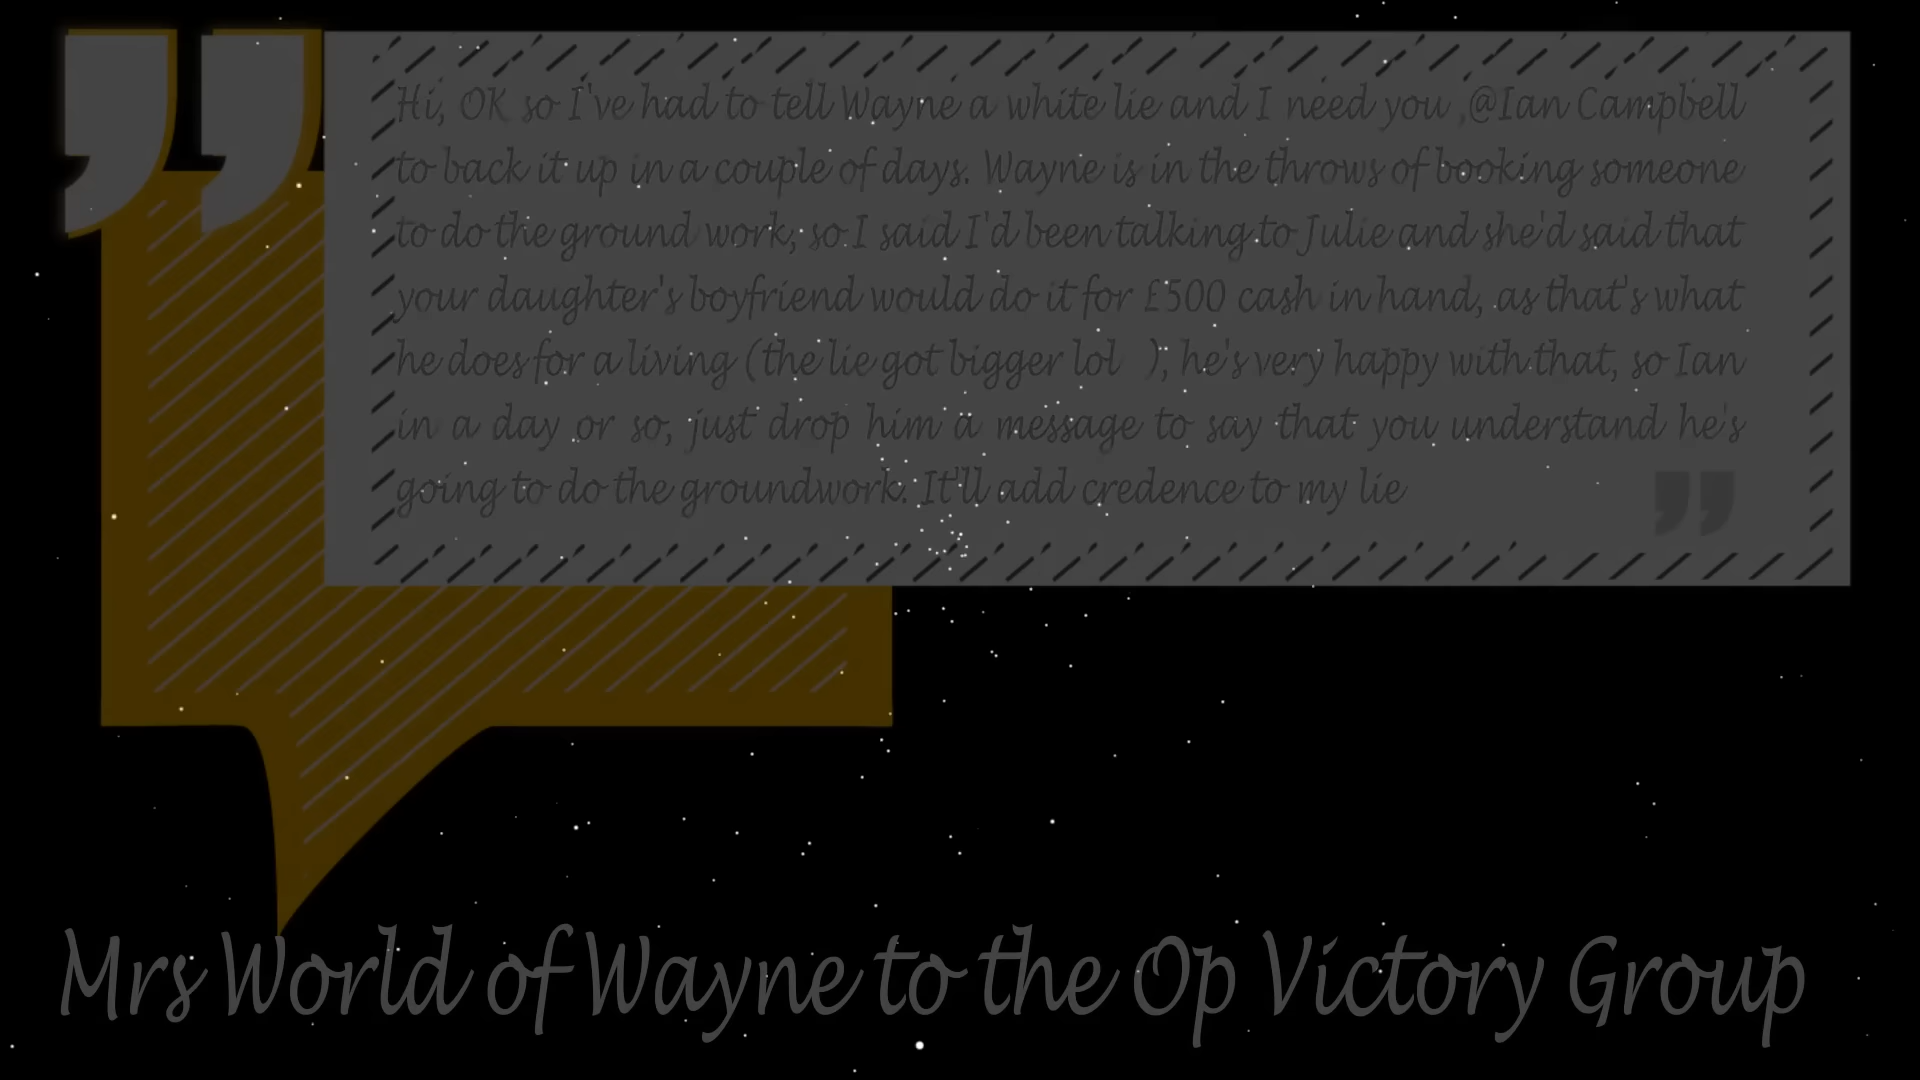 Hi, OK so I've had to tell Wayne a white lie and I need you ,@Ian Campbell
to back it up in a couple of days. Wayne is in the throws of booking someone
to do the ground work, so I said I'd been talking to Julie and she'd said that
your daughter's boyfriend would do it for £500 cash in hand, as that's what
he does for a living (the lie got bigger lol ), he's very happy with that, so Ian
in a day or so, just drop him a message to say that you understand he's
going to do the groundwork. It'll add credence to my lie
Mrs World of Wayne to the Op Victory Group